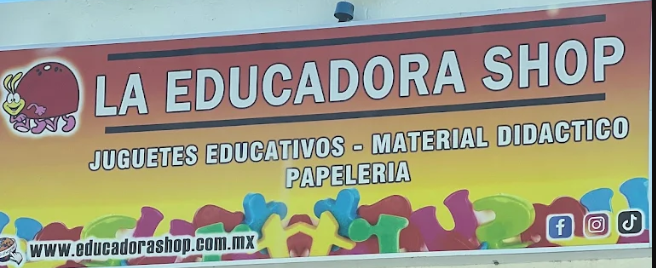 LA EDUCADORA SHOP
JUGUETES EDUCATIVOS - MATERIAL DIDACTICO
PAPELERIA
www.educadorashop.com.mx